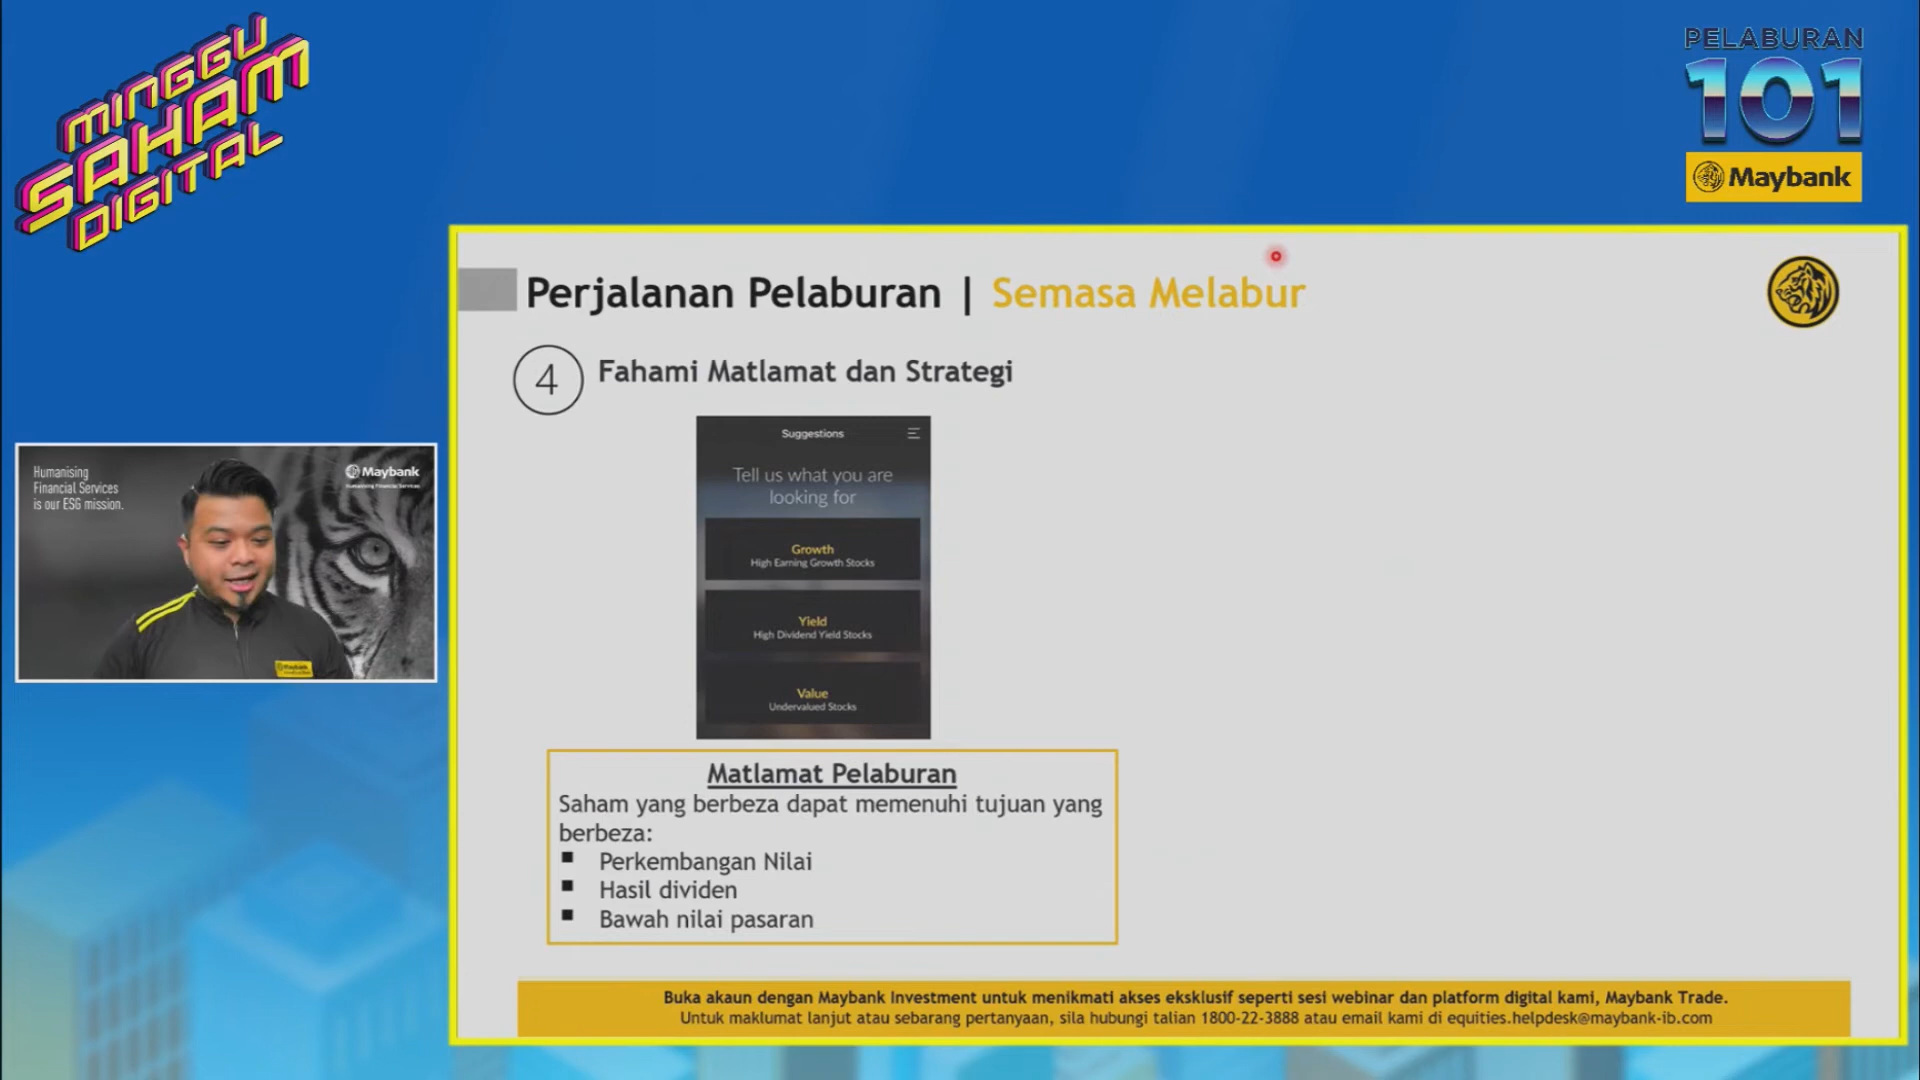 MINGGU
SAHAM
DIGITAL
PELABURAN
101
Maybank
Perjalanan Pelaburan | Semasa Melabur
4 Fahami Matlamat dan Strategi
Suggestions
Tell us what you are
looking for
Growth
High Earning Growth Stocks
Yield
High Dividend Yield Stocks
Value
Undervalued Stocks
Humanising
Financial Services
is our ESG mission.
Maybank
Humanising Financial Services
Maybank
Matlamat Pelaburan
Saham yang berbeza dapat memenuhi tujuan yang
berbeza:
▪ Perkembangan Nilai
▪ Hasil dividen
▪ Bawah nilai pasaran
Buka akaun dengan Maybank Investment untuk menikmati akses eksklusif seperti sesi webinar dan platform digital kami, Maybank Trade.
Untuk maklumat lanjut atau sebarang pertanyaan, sila hubungi talian 1800-22-3888 atau email kami di equities.helpdesk@maybank-ib.com